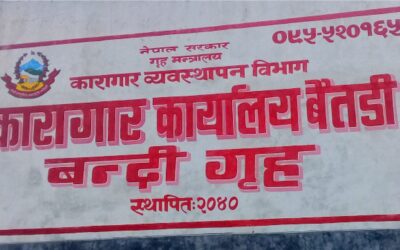 ०९५-५२०१६५
नेपाल सरकार
गृह मन्त्रालय
कारागार व्यवस्थापन विभाग
कारागार कार्यालय बैतडी
बन्दी गृह
स्थापित:२०४०